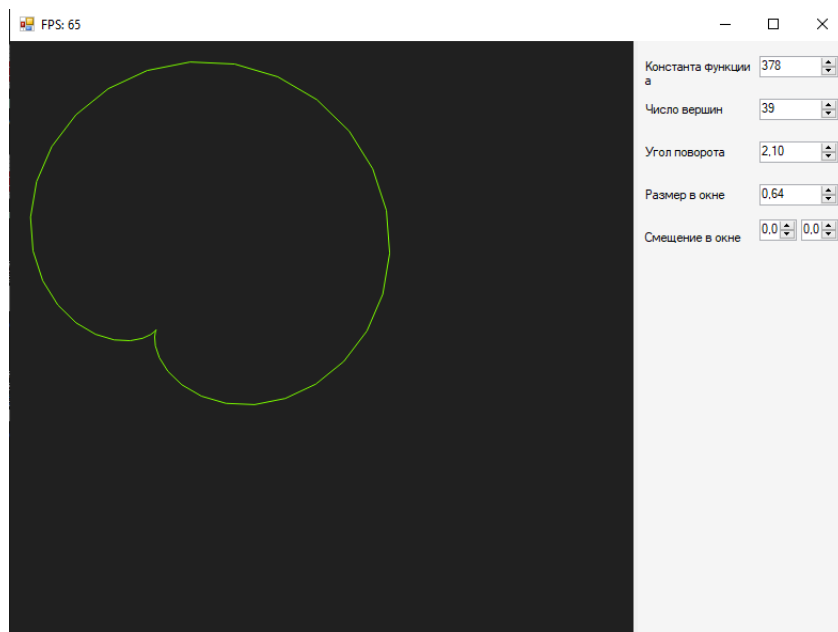 FPS: 65
Константа функции
а
378
Число вершин
39
Угол поворота
2,10
Размер в окне
0,64
Смещение в окне
0,0
0,0